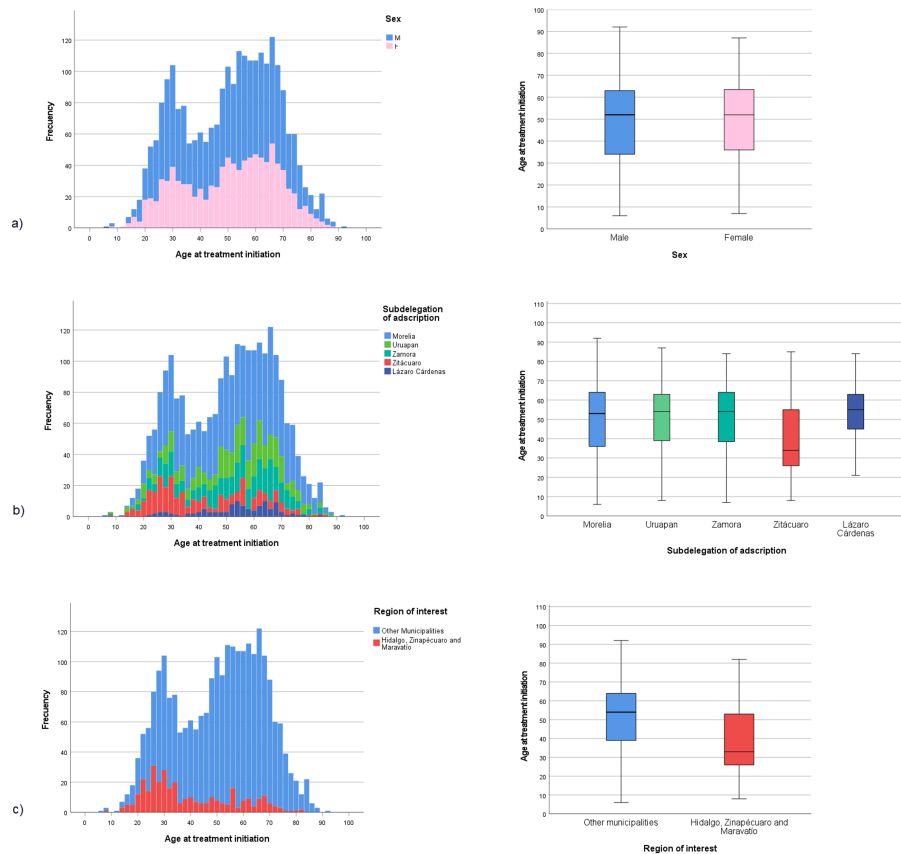 Sex
M
F
Frecuency
120
100
80
60
40
20
0
0 10 20 30 40 50 60 70 80 90 100
Age at treatment initiation
a)
Age at treatment initiation
100
90
80
70
60
50
40
30
20
10
0
Male Female
Sex
Subdelegation
of adscription
Morelia
Uruapan
Zamora
Zitácuaro
Lázaro Cárdenas
Frecuency
120
100
80
60
40
20
0
0 10 20 30 40 50 60 70 80 90 100
Age at treatment initiation
b)
Age at treatment initiation
110
100
90
80
70
60
50
40
30
20
10
0
Morelia Uruapan Zamora Zitácuaro Lázaro
Cárdenas
Subdelegation of adscription
Region of interest
Other Municipalities
Hidalgo, Zinapécuaro and
Maravatío
Frecuency
120
100
80
60
40
20
0
0 10 20 30 40 50 60 70 80 90 100
Age at treatment initiation
c)
Age at treatment initiation
110
100
90
80
70
60
50
40
30
20
10
0
Other municipalities Hidalgo, Zinapécuaro and
Maravatío
Region of interest